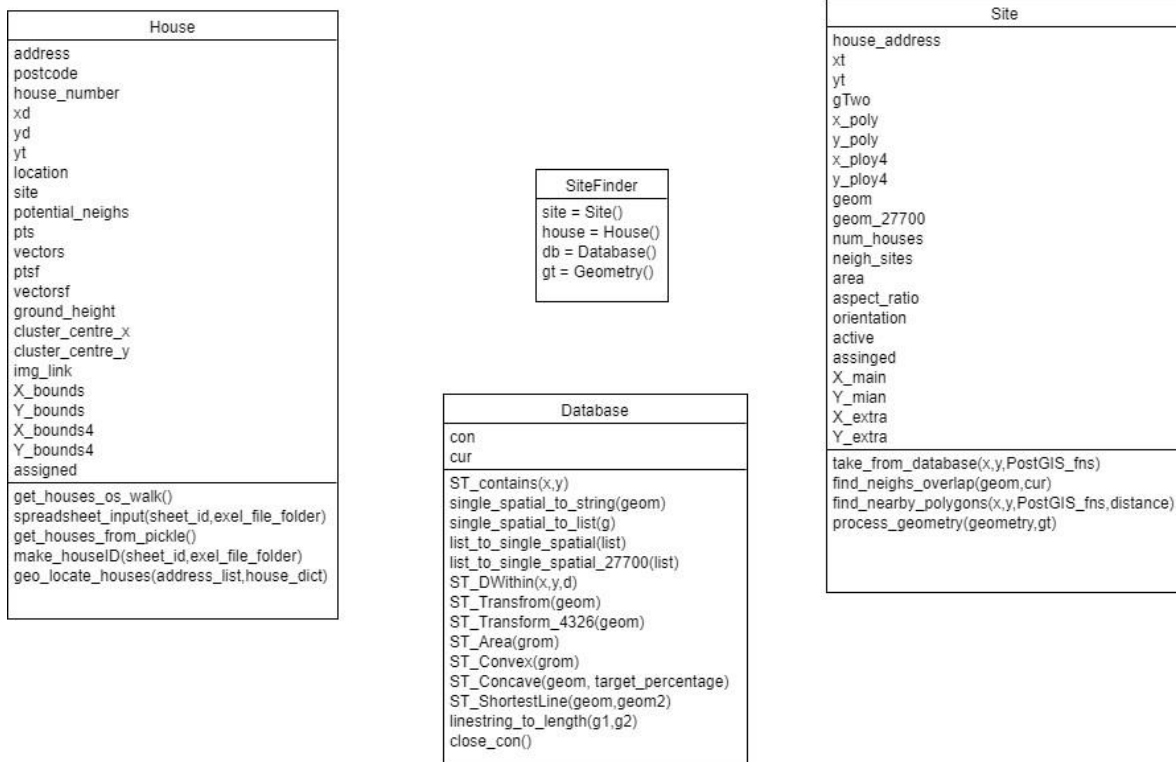 House
address
postcode
house_number
xd
yd
yt
location
site
potential_neighs
pts
vectors
ptsf
vectorsf
ground_height
cluster_centre_x
cluster_centre_y
img_link
X_bounds
Y_bounds
X_bounds4
Y_bounds4
assigned
get_houses_os_walk()
spreadsheet_input(sheet_id,exel_file_folder)
get_houses_from_pickle()
make_houseID(sheet_id,exel_file_folder)
geo_locate_houses(address_list,house_dict)
SiteFinder
site = Site()
house = House()
db = Database()
gt = Geometry()
Database
con
cur
ST_contains(x,y)
single_spatial_to_string(geom)
single_spatial_to_list(g)
list_to_single_spatial(list)
list_to_single_spatial_27700(list)
ST_DWithin(x,y,d)
ST_Transfrom(geom)
ST_Transform_4326(geom)
ST_Area(grom)
ST_Convex(grom)
ST_Concave(geom, target_percentage)
ST_ShortestLine(geom,geom2)
linestring_to_length(g1,g2)
close_con()
Site
house_address
xt
yt
gTwo
x_poly
y_poly
x_ploy4
y_ploy4
geom
geom_27700
num_houses
neigh_sites
area
aspect_ratio
orientation
active
assinged
X_main
Y_mian
X_extra
Y_extra
take_from_database(x,y,PostGIS_fns)
find_neighs_overlap(geom,cur)
find_nearby_polygons(x,y,PostGIS_fns,distance)
process_geometry(geometry,gt)